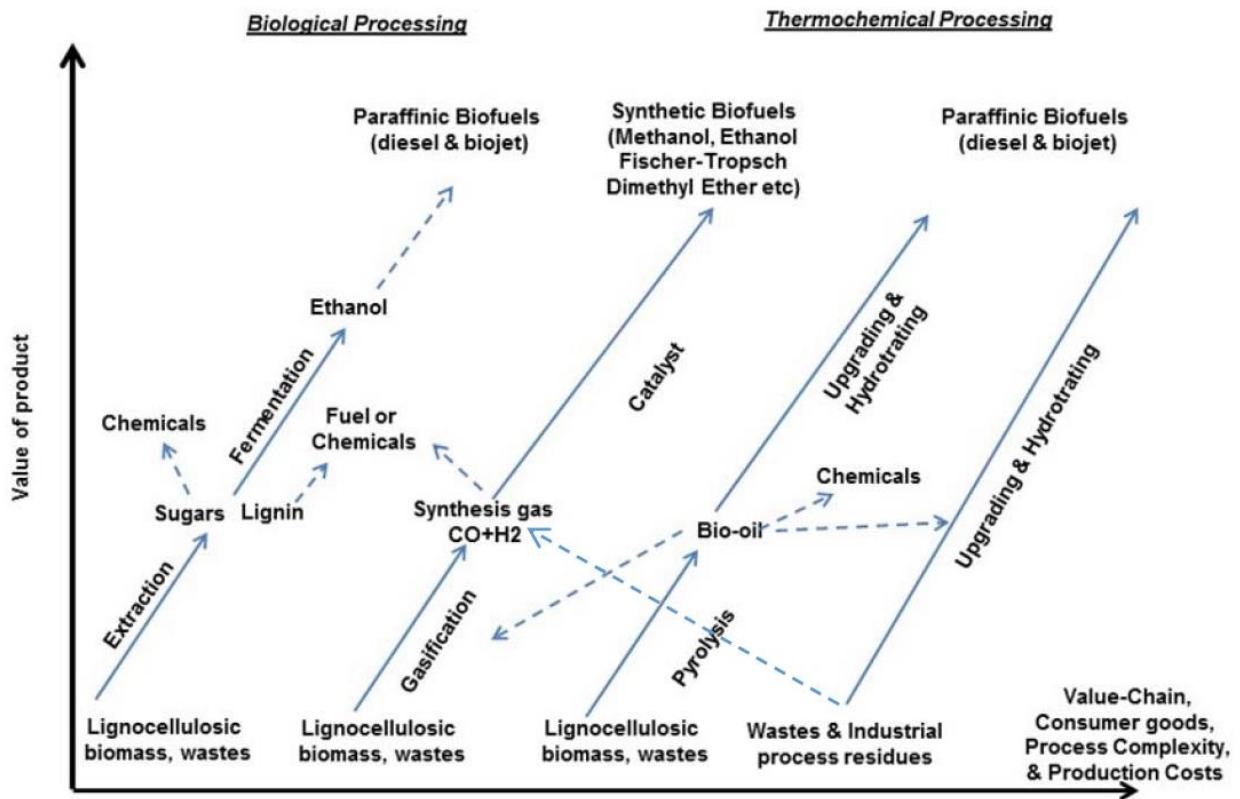 Biological Processing
Thermochemical Processing
Paraffinic Biofuels
(diesel & biojet)
Synthetic Biofuels
(Methanol, Ethanol
Fischer-Tropsch
Dimethyl Ether etc)
Paraffinic Biofuels
(diesel & biojet)
Value of product
Ethanol
Fermentation
Chemicals
Fuel or
Chemicals
Catalyst
Upgrading &
Hydrotrating
Upgrading & Hydrotrating
Chemicals
Sugars
Lignin
Synthesis gas
CO+H2
Bio-oil
Extraction
Gasification
Pyrolysis
Lignocellulosic
biomass, wastes
Lignocellulosic
biomass, wastes
Lignocellulosic
biomass, wastes
Wastes & Industrial
process residues
Value-Chain,
Consumer goods,
Process Complexity,
& Production Costs